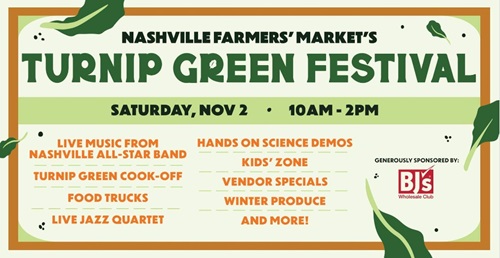 NASHVILLE FARMERS' MARKET'S
TURNIP GREEN FESTIVAL
SATURDAY, NOV 2 • 10AM - 2PM
LIVE MUSIC FROM
NASHVILLE ALL-STAR BAND
TURNIP GREEN COOK-OFF
FOOD TRUCKS
LIVE JAZZ QUARTET
HANDS ON SCIENCE DEMOS
KIDS' ZONE
VENDOR SPECIALS
WINTER PRODUCE
AND MORE!
GENEROUSLY SPONSORED BY:
BJ's
Wholesale Club